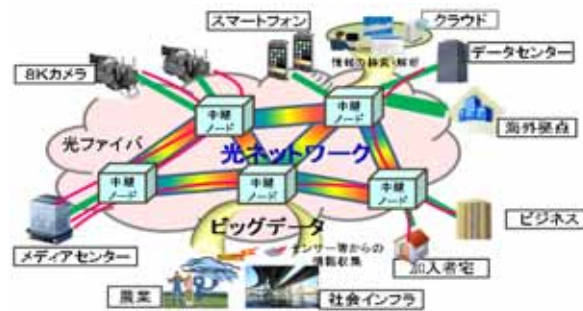 スマートフォン
クラウド
情報の検索・解析
データセンター
8Kカメラ
中継
ノード
中継
ノード
海外拠点
光ファイバ
光ネットワーク
中継
ノード
中継
ノード
中継
ノード
ビッグデータ
ビジネス
メディアセンター
センサー等からの
情報収集
加入者宅
農業
社会インフラ